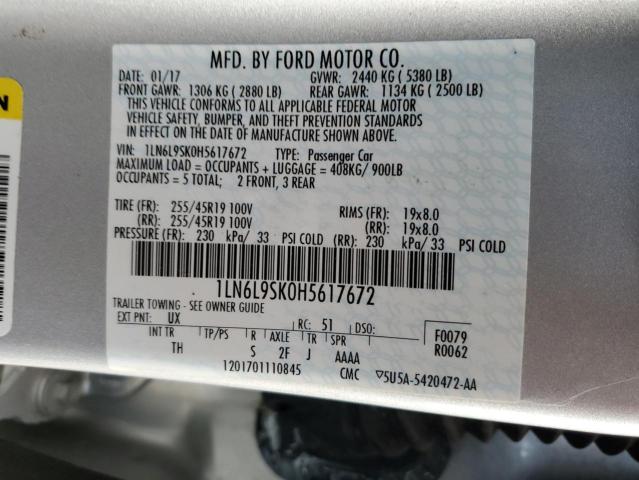 MFD. BY FORD MOTOR CO.
DATE: 01/17 GVWR: 2440 KG ( 5380 LB)
FRONT GAWR: 1306 KG ( 2880 LB) REAR GAWR: 1134 KG ( 2500 LB)
THIS VEHICLE CONFORMS TO ALL APPLICABLE FEDERAL MOTOR
VEHICLE SAFETY, BUMPER, AND THEFT PREVENTION STANDARDS
IN EFFECT ON THE DATE OF MANUFACTURE SHOWN ABOVE.
VIN: 1LN6L9SK0H5617672 TYPE: Passenger Car
MAXIMUM LOAD = OCCUPANTS + LUGGAGE = 408KG/ 900LB
OCCUPANTS: 5 TOTAL; 2 FRONT, 3 REAR
TIRE (FR): 255/45R19 100V RIMS (FR): 19x8.0
(RR): 255/45R19 100V (RR): 19x8.0
PRESSURE (FR): 230 kPa/ 33 PSI COLD (RR): 230 kPa/ 33 PSI COLD
1LN6L9SK0H5617672
TRAILER TOWING - SEE OWNER GUIDE
EXT PNT: UX RC: 51 DSO: F0079
INT TR TP/PS R AXLE TR SPR R0062
TH S 2F J AAAA
1201701110845 CMC ▽5U5A-5420472-AA